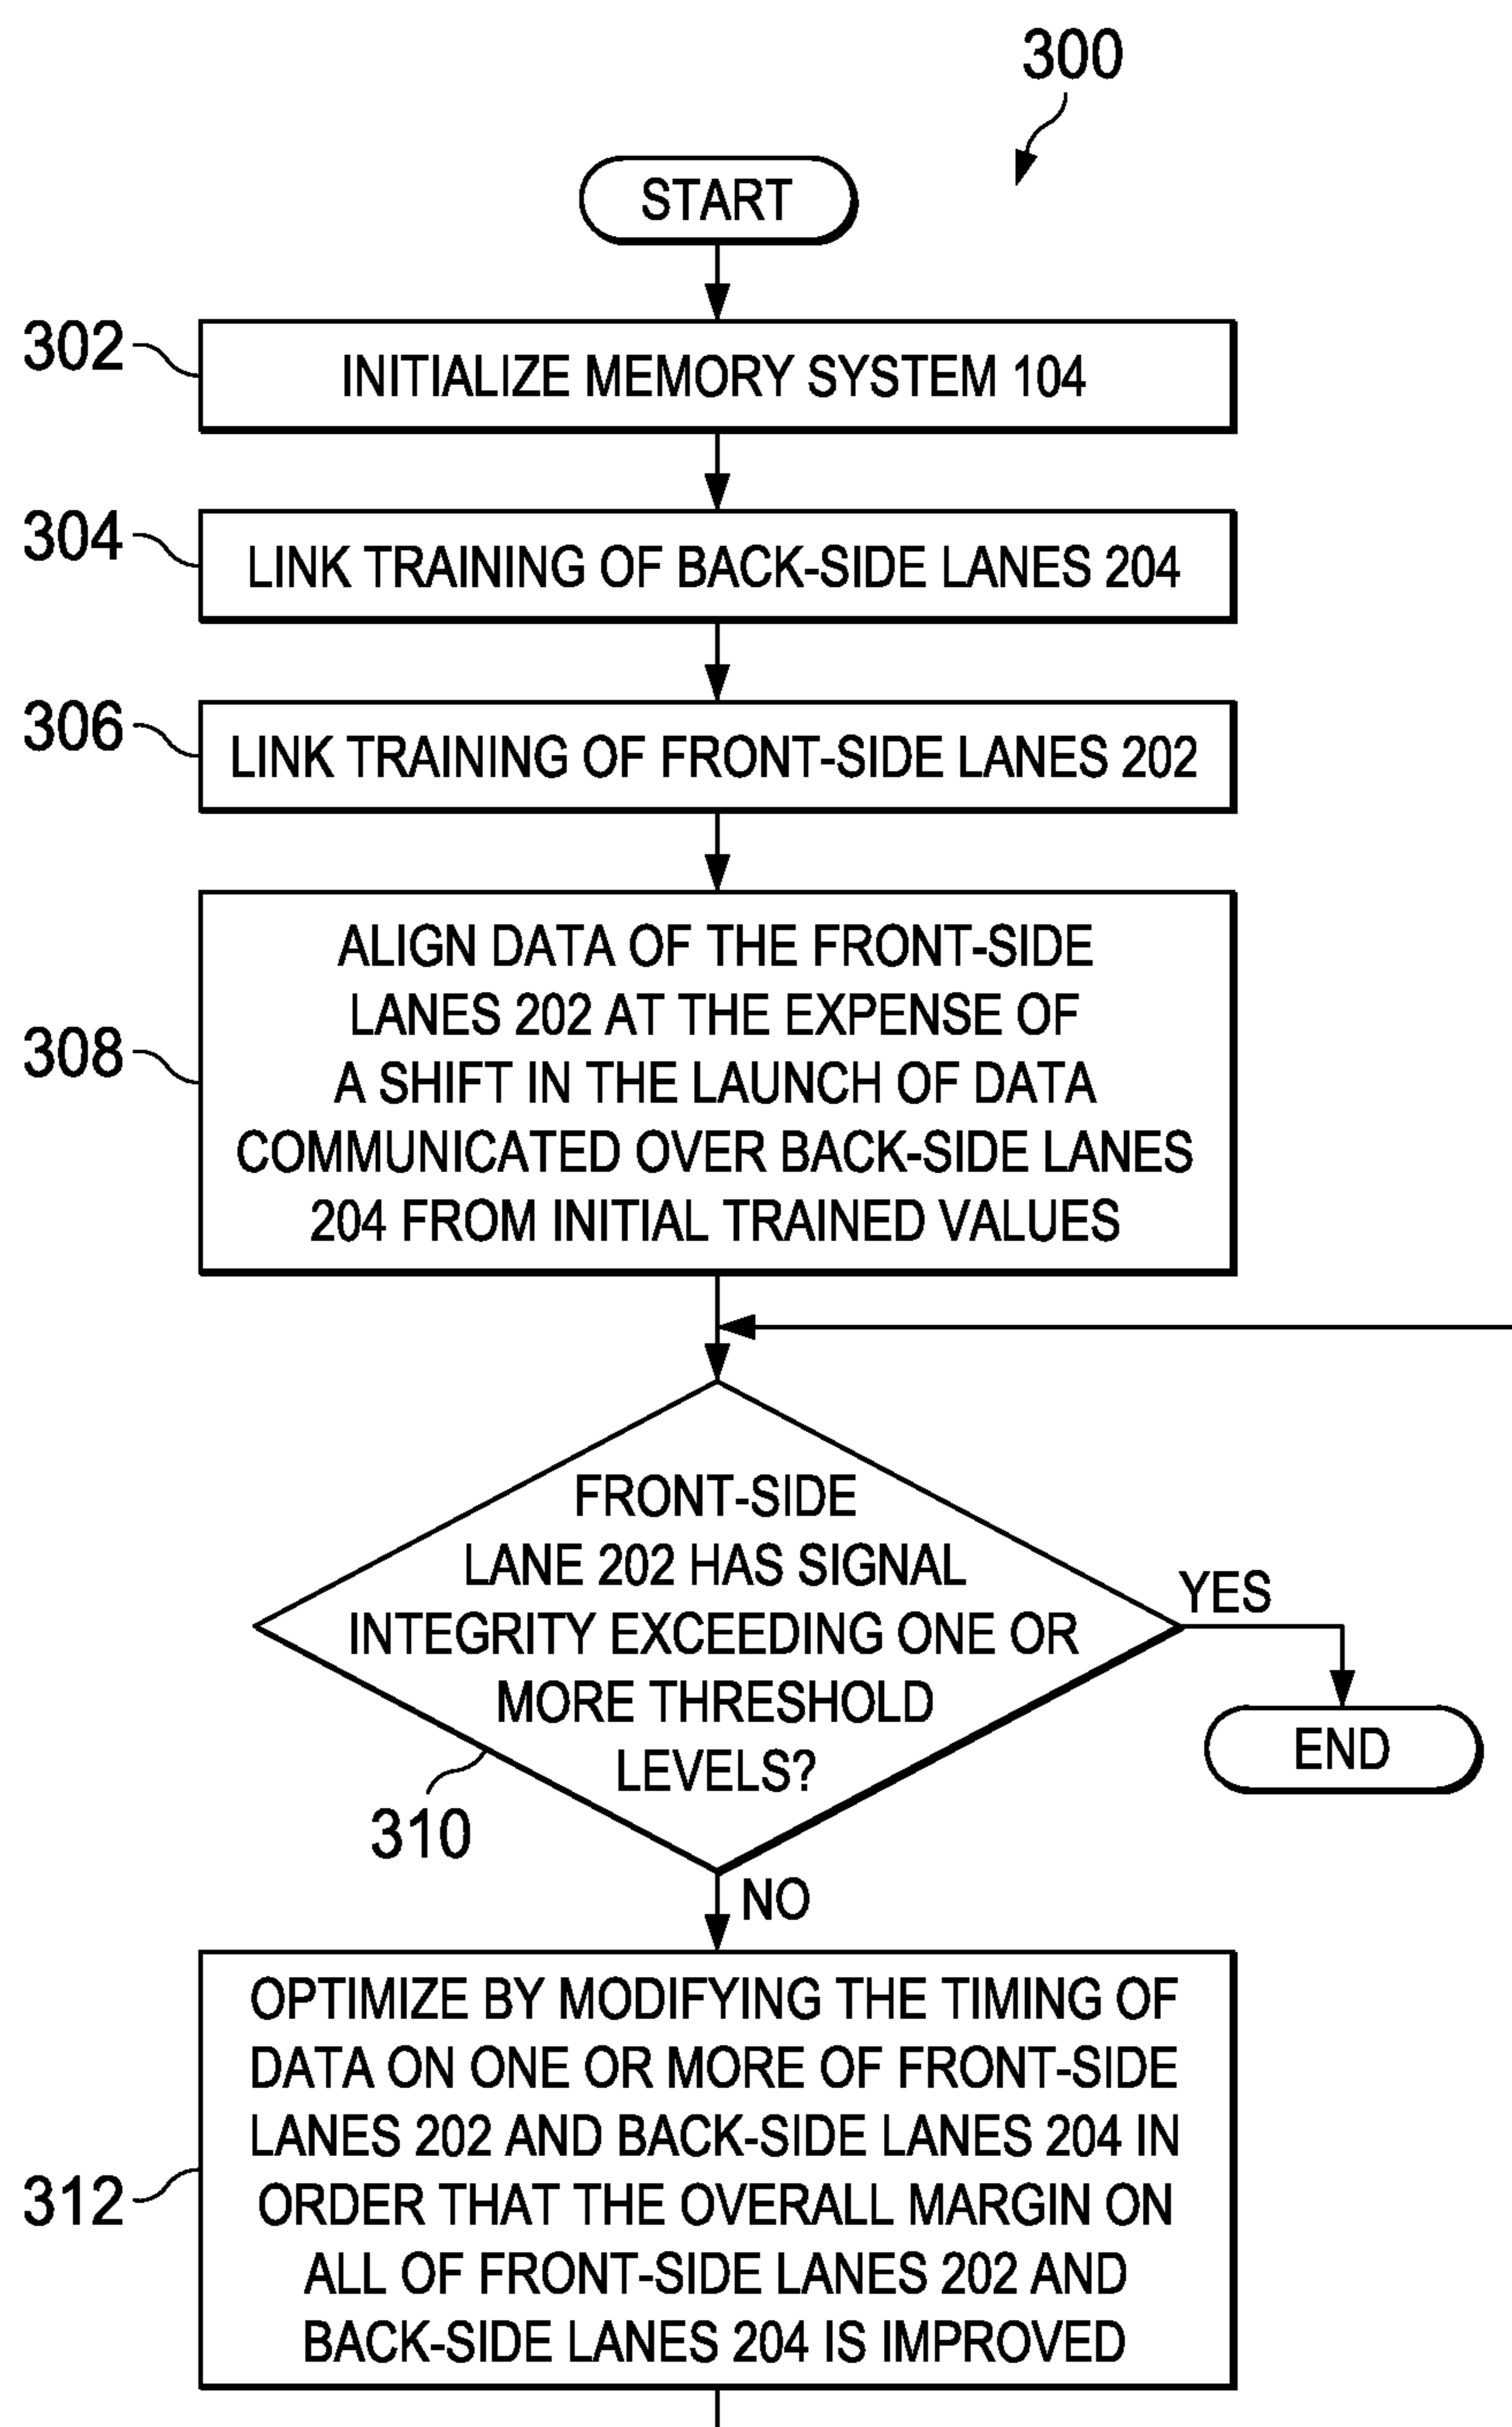 300
START
302
INITIALIZE MEMORY SYSTEM 104
304
LINK TRAINING OF BACK-SIDE LANES 204
306
LINK TRAINING OF FRONT-SIDE LANES 202
308
ALIGN DATA OF THE FRONT-SIDE
LANES 202 AT THE EXPENSE OF
A SHIFT IN THE LAUNCH OF DATA
COMMUNICATED OVER BACK-SIDE LANES
204 FROM INITIAL TRAINED VALUES
FRONT-SIDE
LANE 202 HAS SIGNAL
INTEGRITY EXCEEDING ONE OR
MORE THRESHOLD
LEVELS?
310
YES
END
NO
312
OPTIMIZE BY MODIFYING THE TIMING OF
DATA ON ONE OR MORE OF FRONT-SIDE
LANES 202 AND BACK-SIDE LANES 204 IN
ORDER THAT THE OVERALL MARGIN ON
ALL OF FRONT-SIDE LANES 202 AND
BACK-SIDE LANES 204 IS IMPROVED